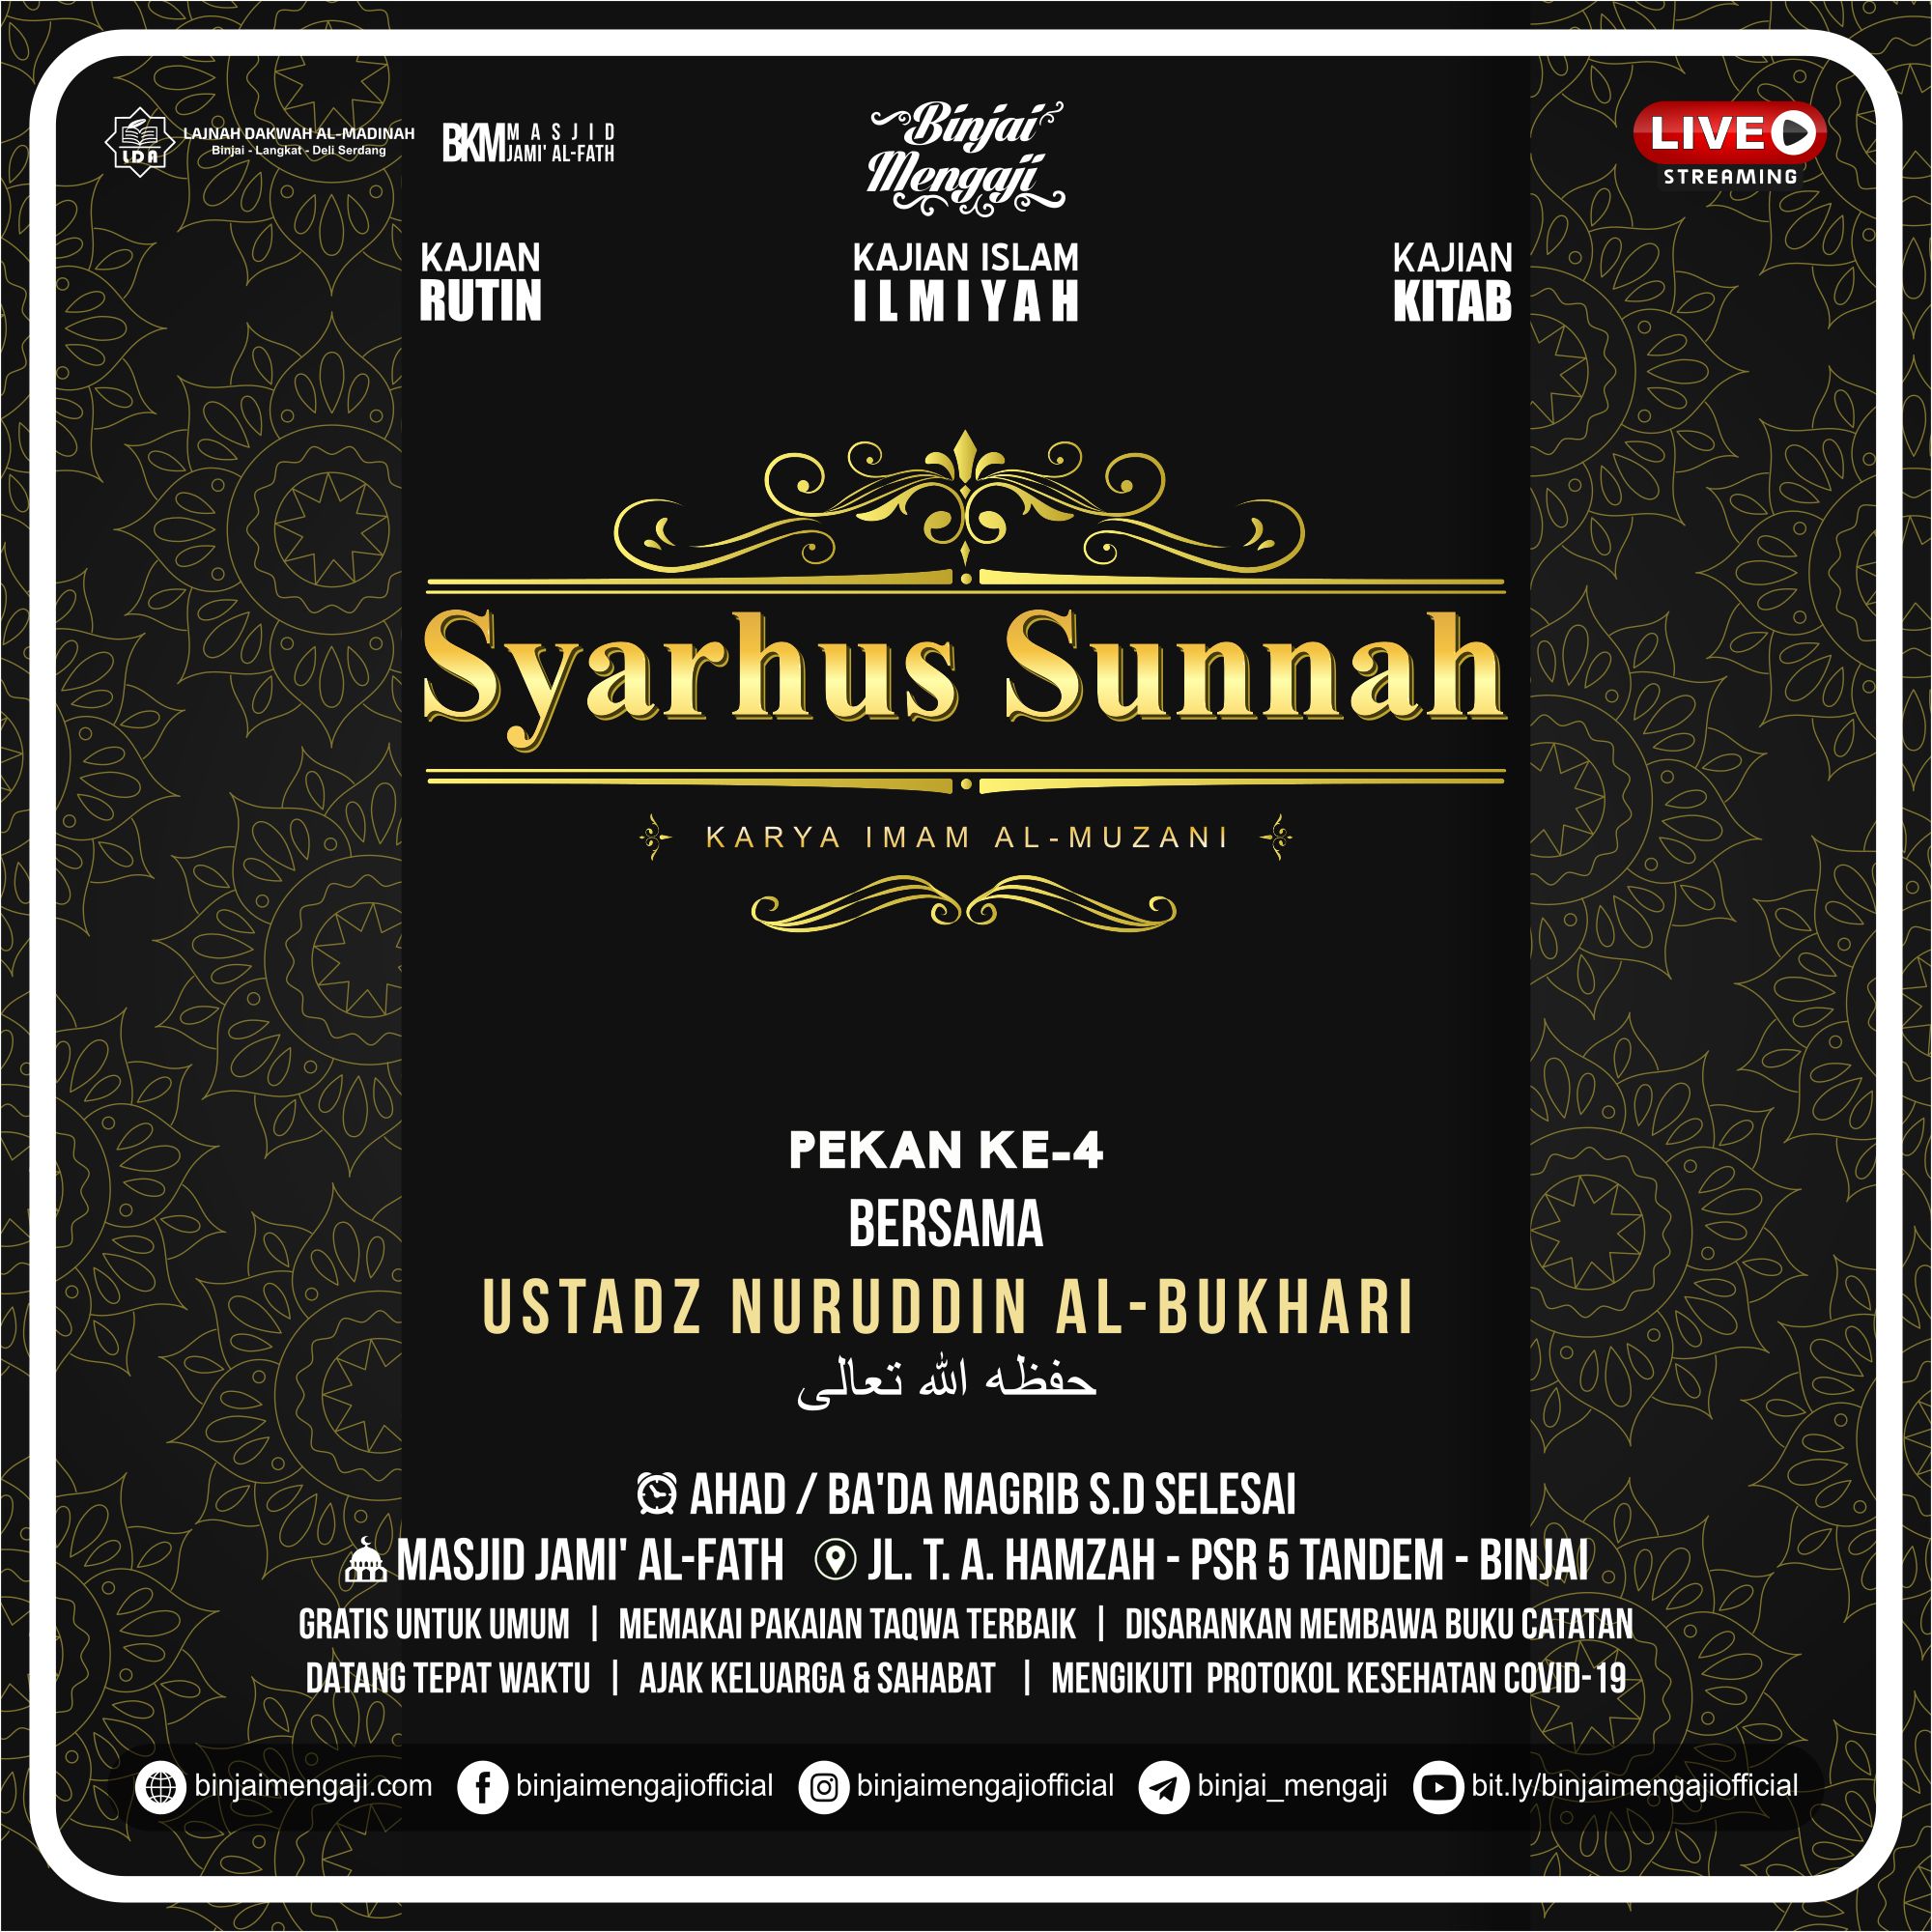 LAJNAH DAKWAH AL-MADINAH
Binjai - Langkat - Deli Serdang
LDA
BKM MASJID
JAMI' AL-FATH
Binjai
Mengaji
LIVE
STREAMING
KAJIAN
RUTIN
KAJIAN ISLAM
ILMIYAH
KAJIAN
KITAB
Syarhus Sunnah
KARYA IMAM AL-MUZANI
PEKAN KE-4
BERSAMA
USTADZ NURUDDIN AL-BUKHARI
حفظه الله تعالى
AHAD / BA'DA MAGRIB S.D SELESAI
MASJID JAMI' AL-FATH JL. T. A. HAMZAH - PSR 5 TANDEM - BINJAI
GRATIS UNTUK UMUM | MEMAKAI PAKAIAN TAQWA TERBAIK | DISARANKAN MEMBAWA BUKU CATATAN
DATANG TEPAT WAKTU | AJAK KELUARGA & SAHABAT | MENGIKUTI PROTOKOL KESEHATAN COVID-19
binjaimengaji.com binjaimengajiofficial binjaimengajiofficial binjai_mengaji bit.ly/binjaimengajiofficial